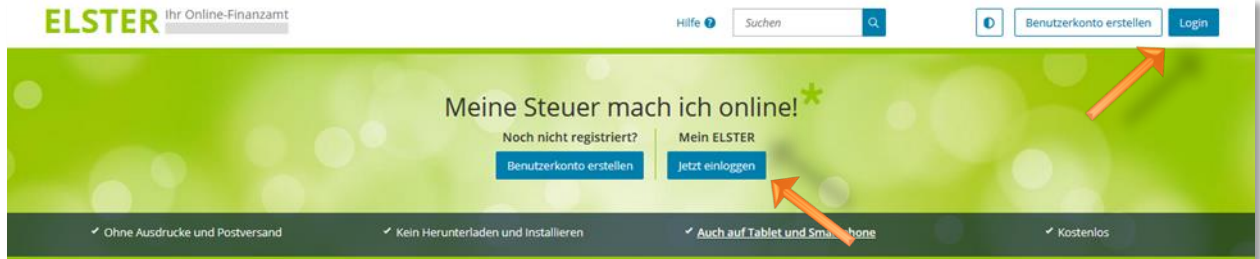 ELSTER Ihr Online-Finanzamt
Hilfe ? Suchen Benutzerkonto erstellen Login
Meine Steuer mach ich online!*
Noch nicht registriert? Mein ELSTER
Benutzerkonto erstellen Jetzt einloggen
✔ Ohne Ausdrucke und Postversand ✔ Kein Herunterladen und Installieren ✔ Auch auf Tablet und Smartphone ✔ Kostenlos